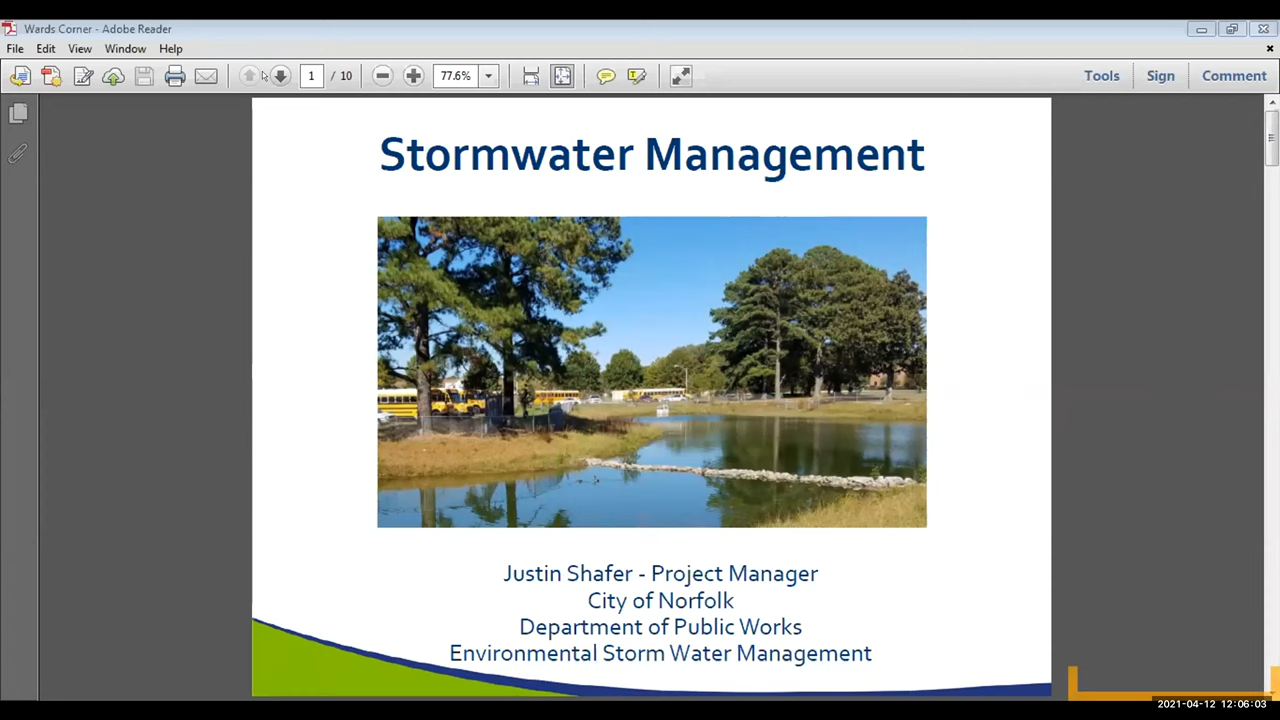 Wards Corner - Adobe Reader
File Edit View Window Help
1 / 10 77.6% Tools Sign Comment
Stormwater Management
Justin Shafer - Project Manager
City of Norfolk
Department of Public Works
Environmental Storm Water Management
2021-04-12 12:06:03